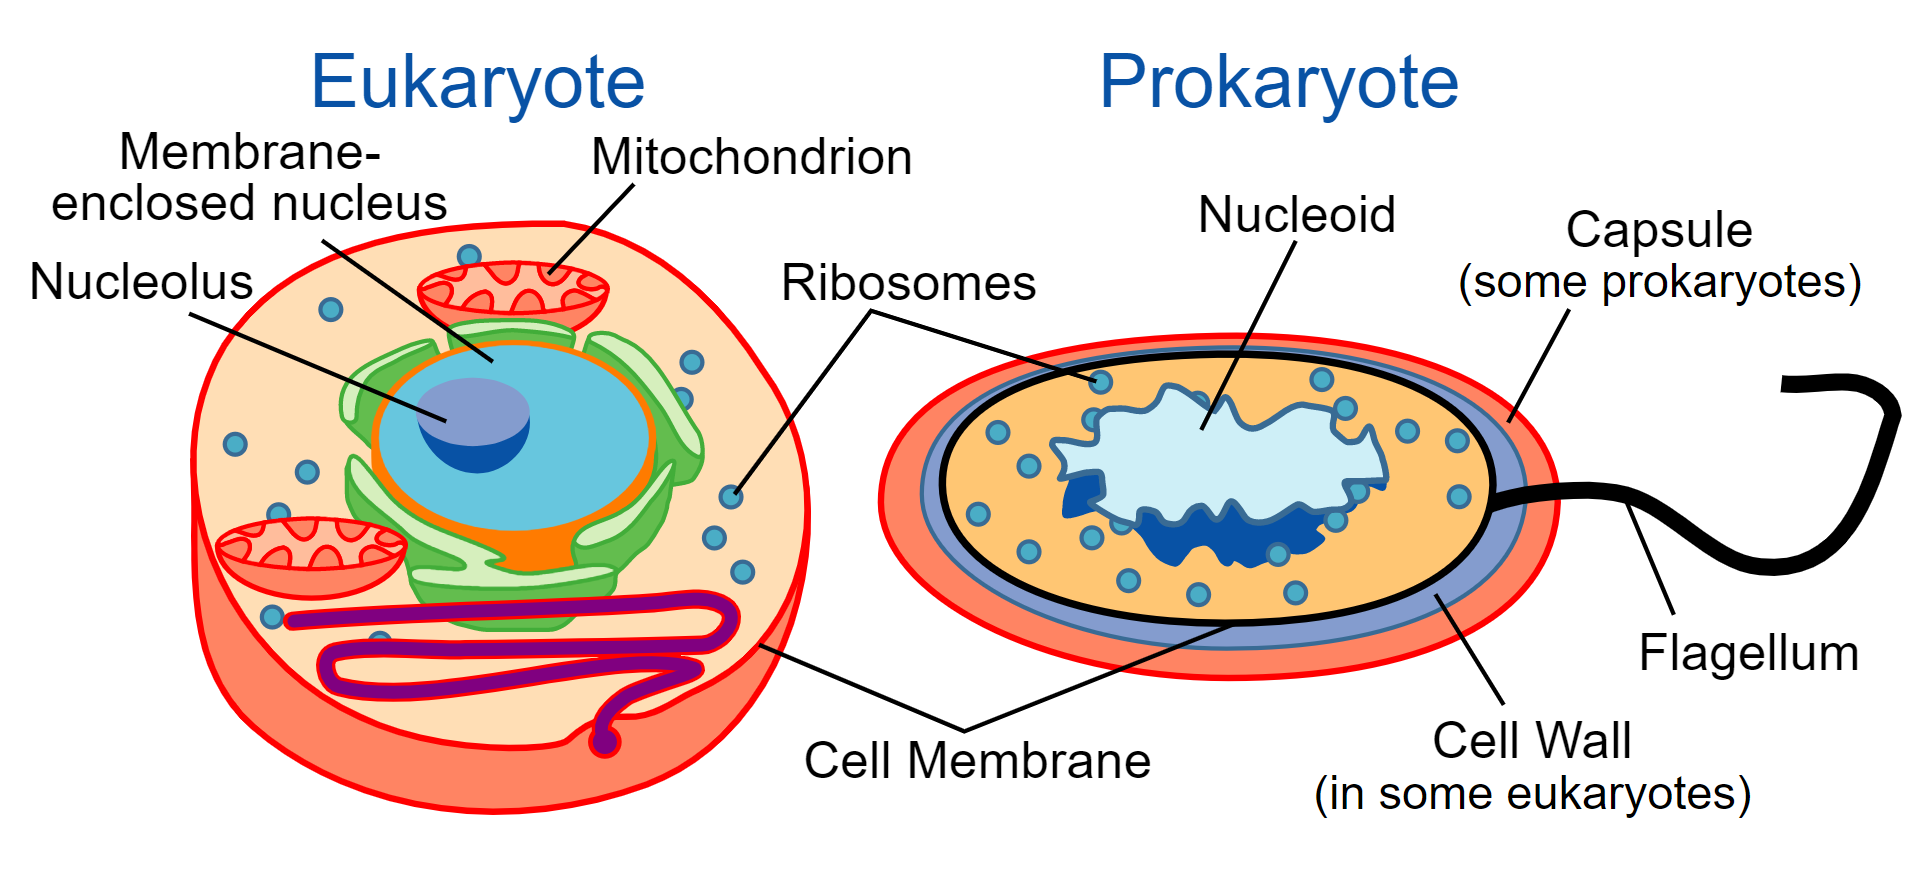 Eukaryote
Prokaryote
Membrane-
enclosed nucleus
Mitochondrion
Nucleolus
Ribosomes
Nucleoid
Capsule
(some prokaryotes)
Cell Membrane
Flagellum
Cell Wall
(in some eukaryotes)